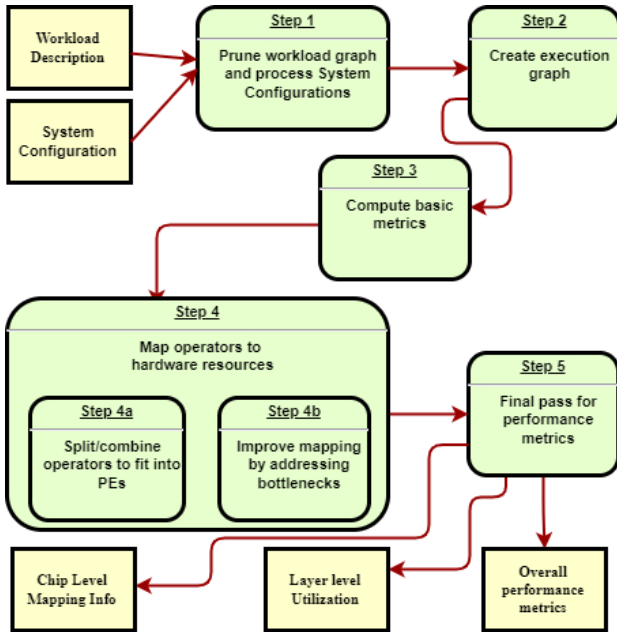 Workload
Description
System
Configuration
Step 1
Prune workload graph
and process System
Configurations
Step 2
Create execution
graph
Step 3
Compute basic
metrics
Step 4
Map operators to
hardware resources
Step 4a
Split/combine
operators to fit into
PEs
Step 4b
Improve mapping
by addressing
bottlenecks
Step 5
Final pass for
performance
metrics
Chip Level
Mapping Info
Layer level
Utilization
Overall
performance
metrics